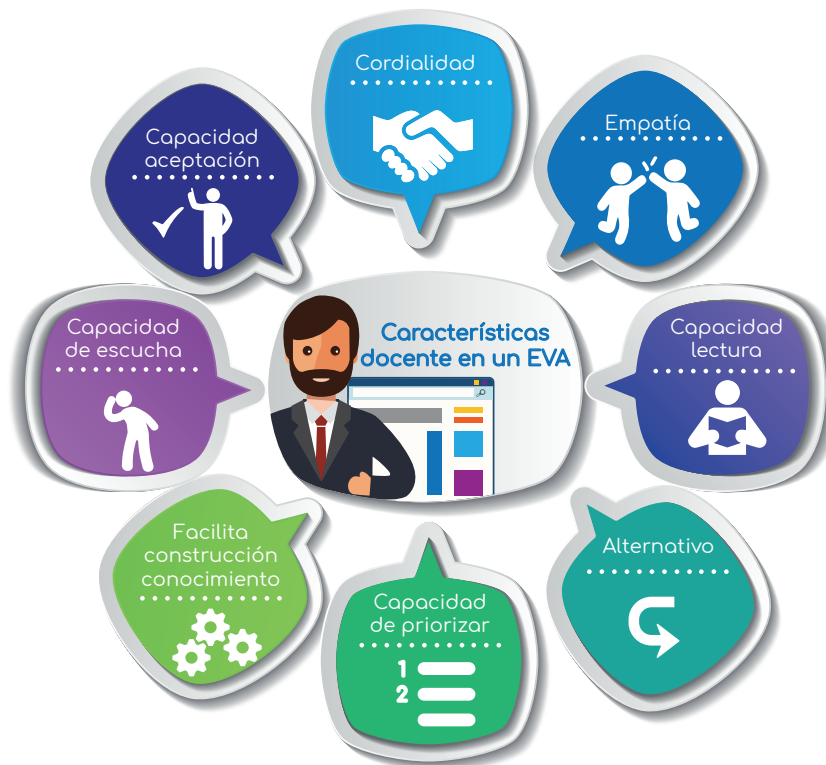 Cordialidad
Empatía
Capacidad
lectura
Alternativo
Capacidad
de priorizar
1
2
Facilita
construcción
conocimiento
Capacidad
de escucha
Capacidad
aceptación
Características
docente en un EVA